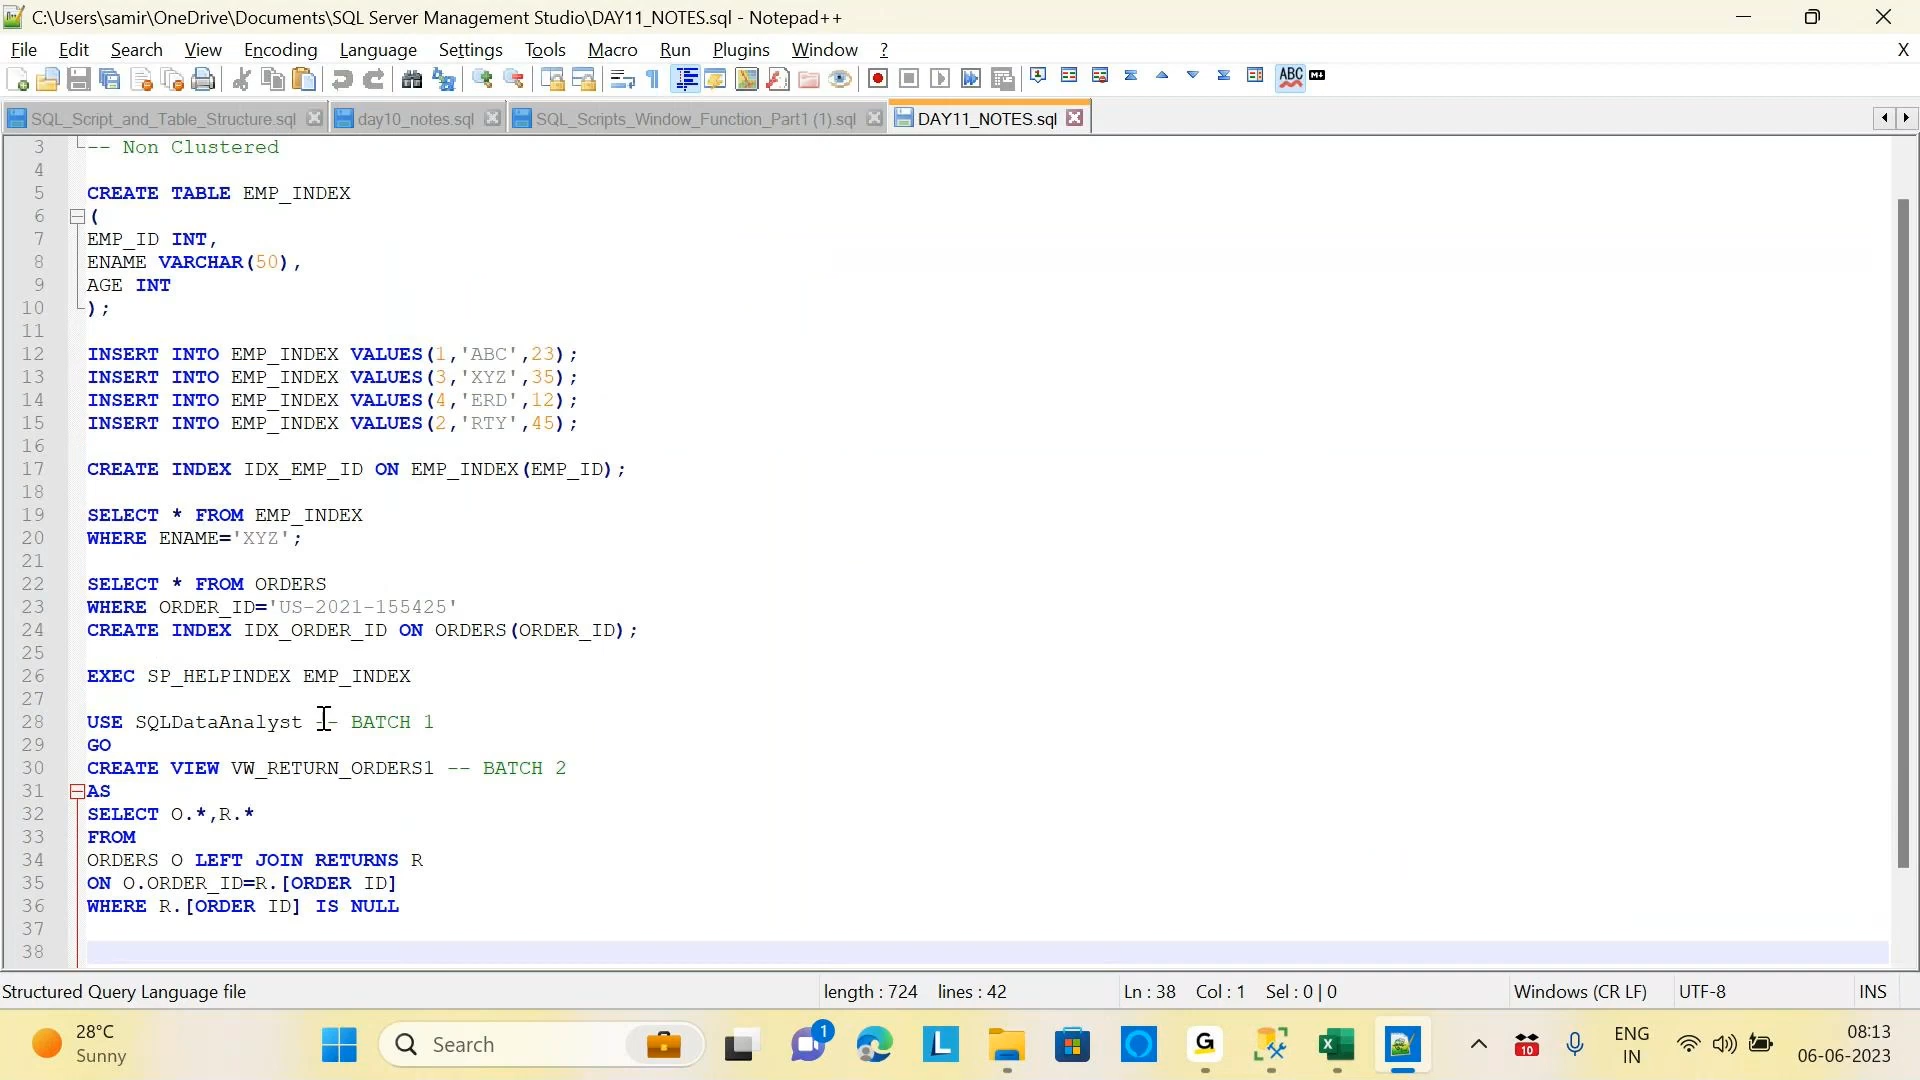 C:\Users\samir\OneDrive\Documents\SQL Server Management Studio\DAY11_NOTES.sql - Notepad++
File Edit Search View Encoding Language Settings Tools Macro Run Plugins Window ? X
ABC
SQL_Script_and_Table_Structure.sql day10_notes.sql SQL_Scripts_Window_Function_Part1 (1).sql DAY11_NOTES.sql
3 -- Non Clustered
4
5 CREATE TABLE EMP_INDEX
6 (
7 EMP_ID INT,
8 ENAME VARCHAR(50),
9 AGE INT
10 );
11
12 INSERT INTO EMP_INDEX VALUES(1,'ABC',23);
13 INSERT INTO EMP_INDEX VALUES(3,'XYZ',35);
14 INSERT INTO EMP_INDEX VALUES(4,'ERD',12);
15 INSERT INTO EMP_INDEX VALUES(2,'RTY',45);
16
17 CREATE INDEX IDX_EMP_ID ON EMP_INDEX(EMP_ID);
18
19 SELECT * FROM EMP_INDEX
20 WHERE ENAME='XYZ';
21
22 SELECT * FROM ORDERS
23 WHERE ORDER_ID='US-2021-155425'
24 CREATE INDEX IDX_ORDER_ID ON ORDERS(ORDER_ID);
25
26 EXEC SP_HELPINDEX EMP_INDEX
27
28 USE SQLDataAnalyst -- BATCH 1
29 GO
30 CREATE VIEW VW_RETURN_ORDERS1 -- BATCH 2
31 AS
32 SELECT O.*,R.*
33 FROM
34 ORDERS O LEFT JOIN RETURNS R
35 ON O.ORDER_ID=R.[ORDER ID]
36 WHERE R.[ORDER ID] IS NULL
37
38
Structured Query Language file length : 724 lines : 42 Ln : 38 Col : 1 Sel : 0 | 0 Windows (CR LF) UTF-8 INS
28°C
Sunny
Search
1
L
G
10
ENG
IN
08:13
06-06-2023